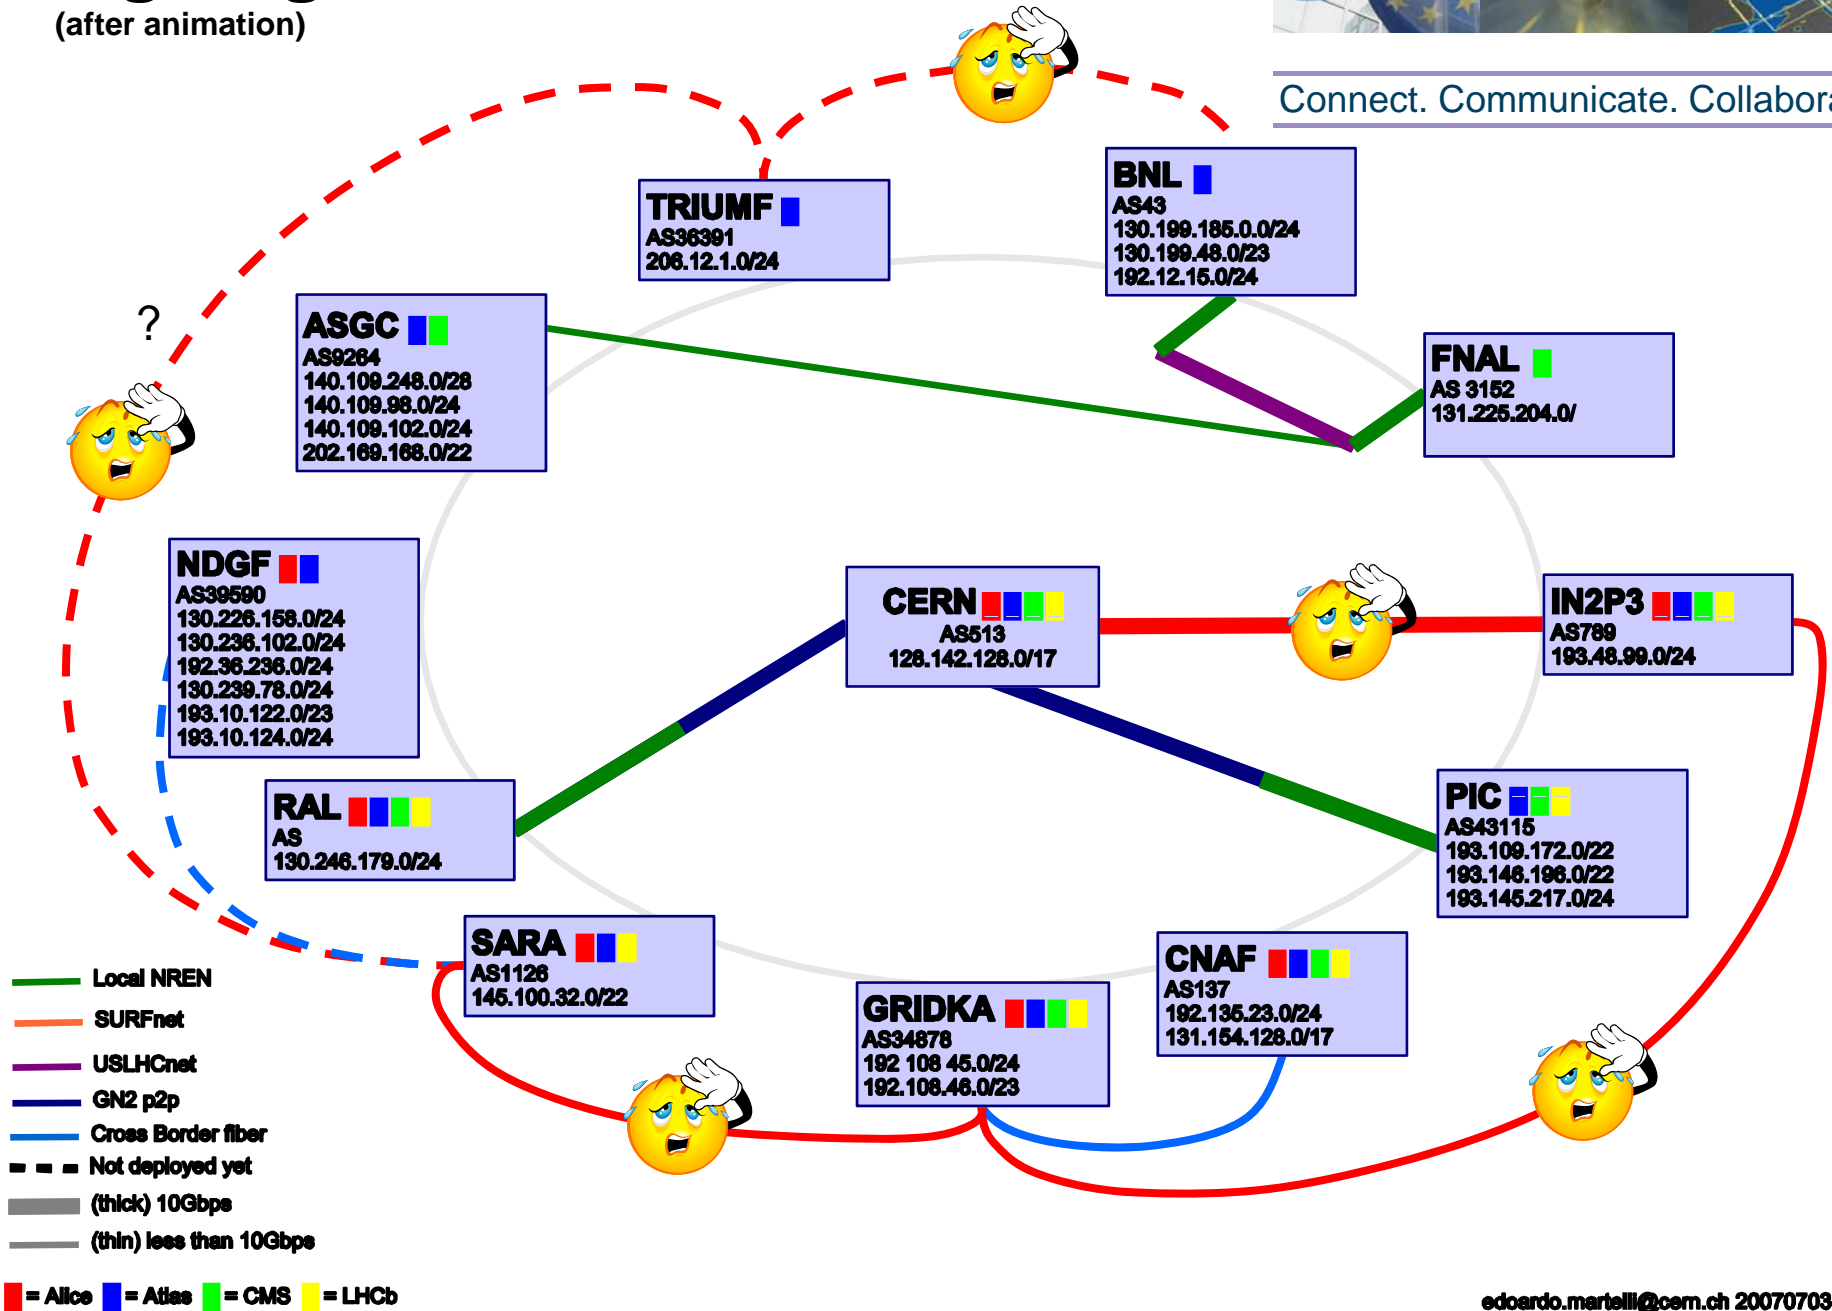 (after animation)
Connect. Communicate. Collabora
TRIUMF
AS36391
206.12.1.0/24
BNL
AS43
130.199.185.0.0/24
130.199.48.0/23
192.12.15.0/24
?
ASGC
AS9264
140.109.248.0/28
140.109.98.0/24
140.109.102.0/24
202.169.168.0/22
FNAL
AS 3152
131.225.204.0/
NDGF
AS39590
130.226.158.0/24
130.236.102.0/24
192.36.236.0/24
130.239.78.0/24
193.10.122.0/23
193.10.124.0/24
CERN
AS513
128.142.128.0/17
IN2P3
AS789
193.48.99.0/24
RAL
AS
130.246.179.0/24
PIC
AS43115
193.109.172.0/22
193.146.196.0/22
193.145.217.0/24
SARA
AS1126
145.100.32.0/22
GRIDKA
AS34878
192 108 45.0/24
192.108.46.0/23
CNAF
AS137
192.135.23.0/24
131.154.128.0/17
Local NREN
SURFnet
USLHCnet
GN2 p2p
Cross Border fiber
Not deployed yet
(thick) 10Gbps
(thin) less than 10Gbps
= Alice = Atlas = CMS = LHCb
edoardo.martelli@cern.ch 20070703